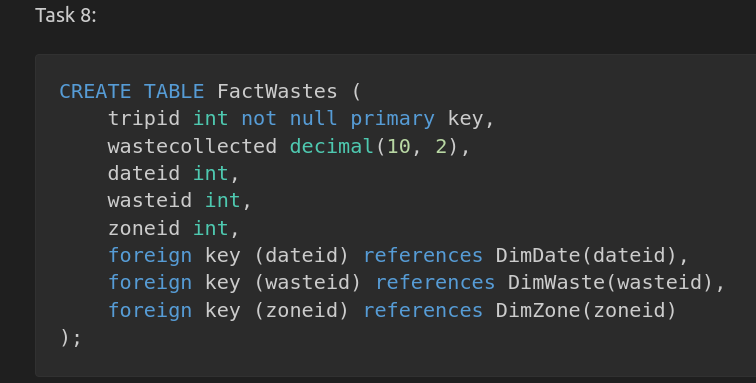 Task 8:
CREATE TABLE FactWastes (
    tripid int not null primary key,
    wastecollected decimal(10, 2),
    dateid int,
    wasteid int,
    zoneid int,
    foreign key (dateid) references DimDate(dateid),
    foreign key (wasteid) references DimWaste(wasteid),
    foreign key (zoneid) references DimZone(zoneid)
);